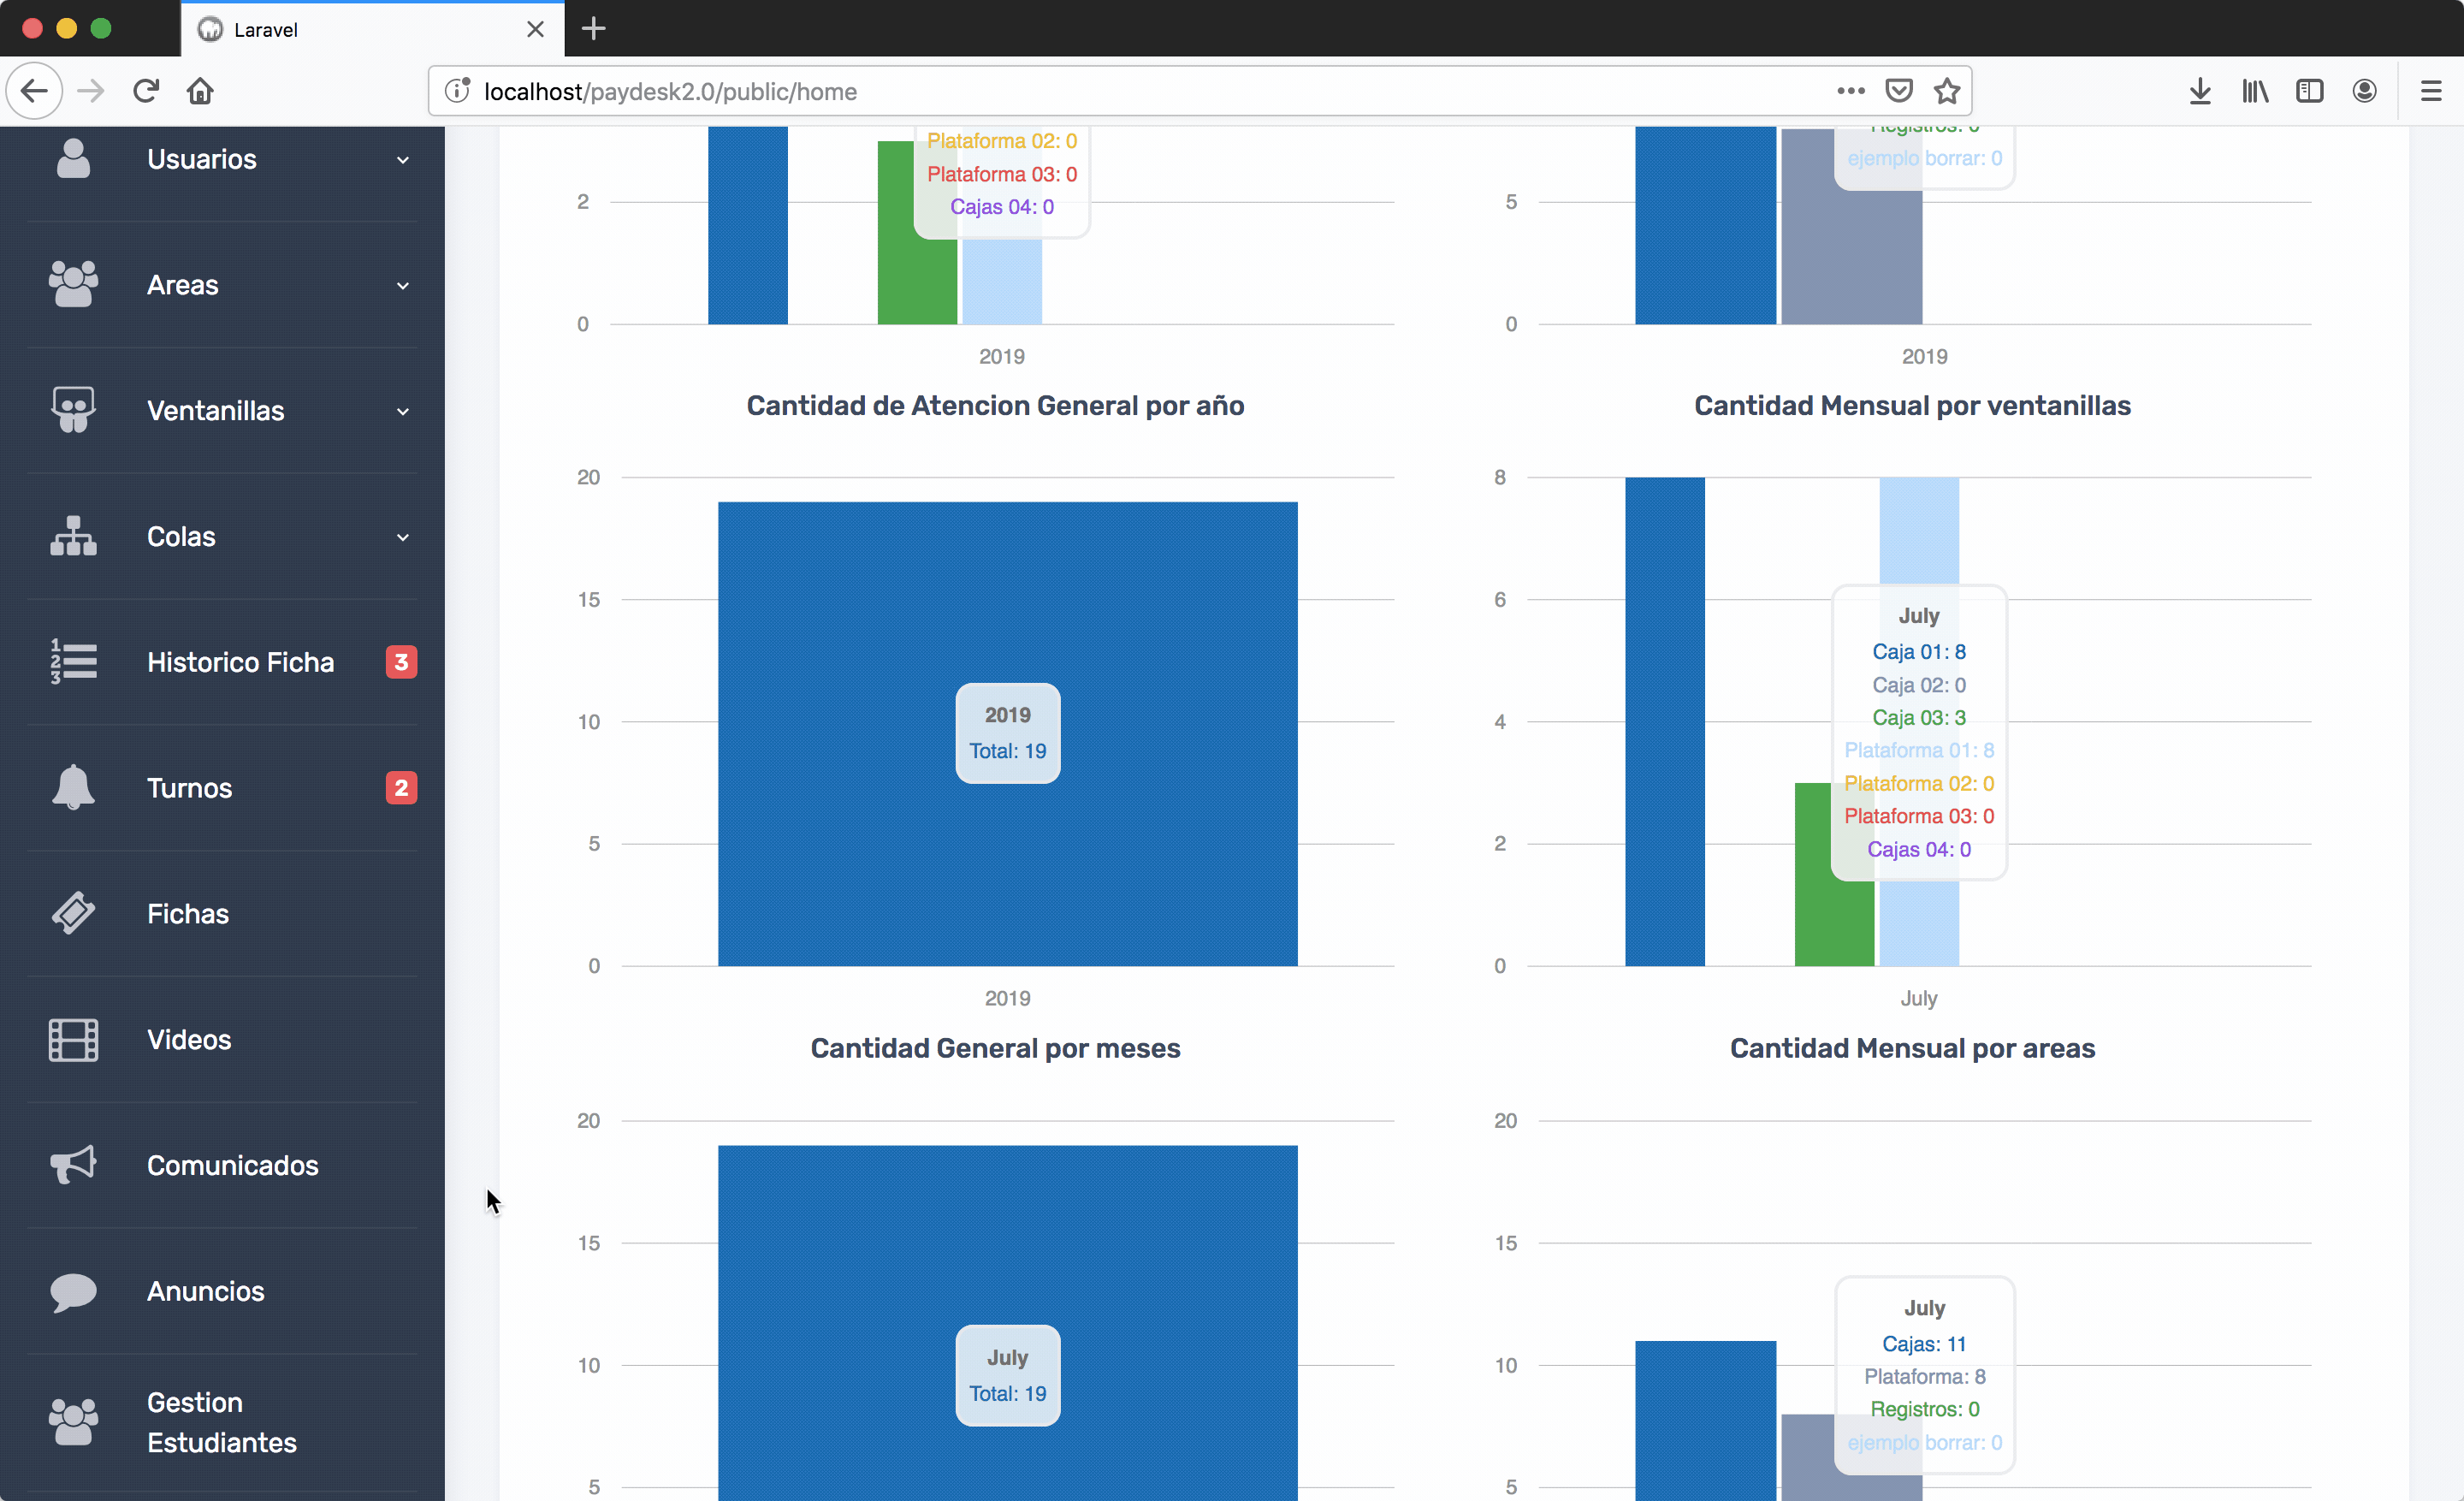 Laravel
localhost/paydesk2.0/public/home
Usuarios
Areas
Ventanillas
Colas
Historico Ficha 3
Turnos 2
Fichas
Videos
Comunicados
Anuncios
Gestion
Estudiantes
Plataforma 02: 0
Plataforma 03: 0
Cajas 04: 0
2
0
2019
Registros: 0
ejemplo borrar: 0
5
0
2019
Cantidad de Atencion General por año
20
15
10
5
0
2019
Total: 19
2019
Cantidad Mensual por ventanillas
8
6
4
2
0
July
Caja 01: 8
Caja 02: 0
Caja 03: 3
Plataforma 01: 8
Plataforma 02: 0
Plataforma 03: 0
Cajas 04: 0
July
Cantidad General por meses
20
15
10
5
July
Total: 19
Cantidad Mensual por areas
20
15
10
5
July
Cajas: 11
Plataforma: 8
Registros: 0
ejemplo borrar: 0